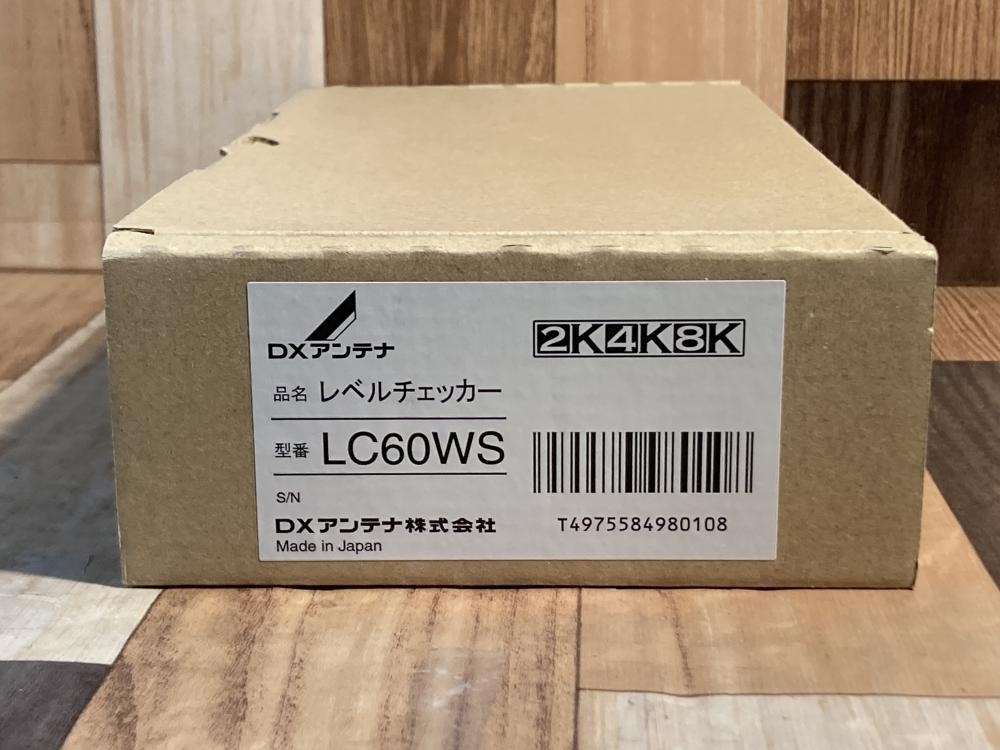 DXアンテナ
2K4K8K
品名 レベルチェッカー
型番 LC60WS
S/N
DXアンテナ株式会社
Made in Japan
T4975584980108